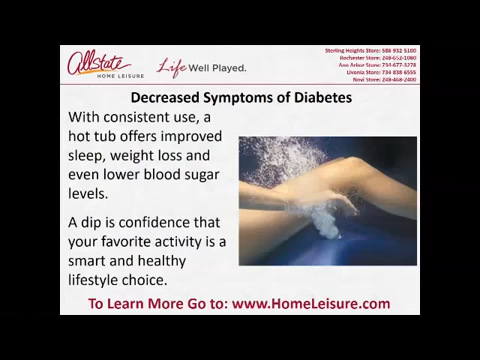 Allstate
HOME LEISURE
Life Well Played.
Sterling Heights Store: 586 932 5100
Rochester Store: 248-652-1060
Ann Arbor Store: 734-677-3278
Livonia Store: 734 838 6555
Novi Store: 248-468-2400
Decreased Symptoms of Diabetes
With consistent use, a
hot tub offers improved
sleep, weight loss and
even lower blood sugar
levels.
A dip is confidence that
your favorite activity is a
smart and healthy
lifestyle choice.
To Learn More Go to: www.HomeLeisure.com